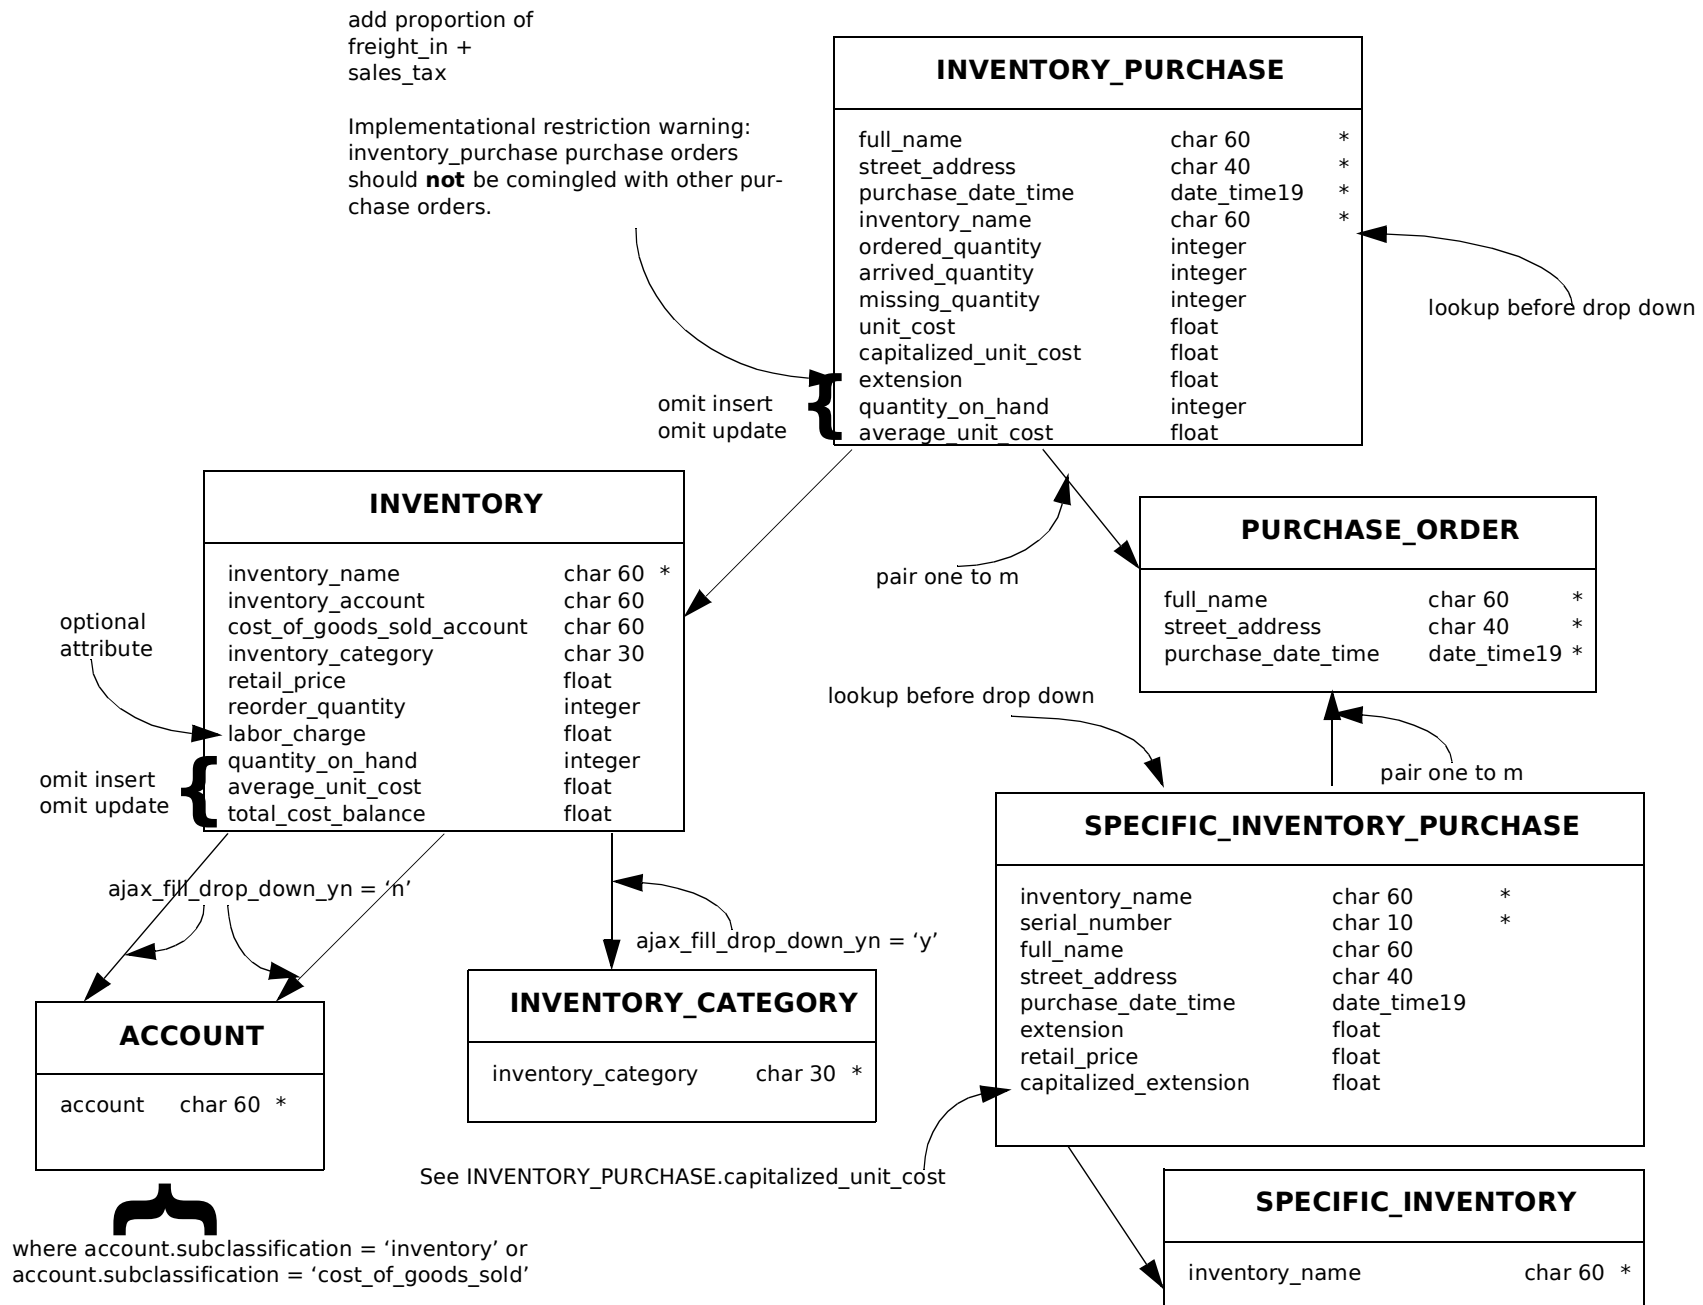 add proportion of
freight_in +
sales_tax
Implementational restriction warning:
inventory_purchase purchase orders
should not be comingled with other pur-
chase orders.
INVENTORY_PURCHASE
full_name char 60 *
street_address char 40 *
purchase_date_time date_time19 *
inventory_name char 60 *
ordered_quantity integer
arrived_quantity integer
missing_quantity integer
unit_cost float
capitalized_unit_cost float
extension float
quantity_on_hand integer
average_unit_cost float
lookup before drop down
omit insert
omit update
INVENTORY
inventory_name char 60 *
inventory_account char 60
cost_of_goods_sold_account char 60
inventory_category char 30
retail_price float
reorder_quantity integer
labor_charge float
quantity_on_hand integer
average_unit_cost float
total_cost_balance float
optional
attribute
omit insert
omit update
pair one to m
PURCHASE_ORDER
full_name char 60 *
street_address char 40 *
purchase_date_time date_time19 *
lookup before drop down
pair one to m
SPECIFIC_INVENTORY_PURCHASE
inventory_name char 60 *
serial_number char 10 *
full_name char 60
street_address char 40
purchase_date_time date_time19
extension float
retail_price float
capitalized_extension float
ajax_fill_drop_down_yn = ‘n’
ajax_fill_drop_down_yn = ‘y’
ACCOUNT
account char 60 *
INVENTORY_CATEGORY
inventory_category char 30 *
See INVENTORY_PURCHASE.capitalized_unit_cost
where account.subclassification = ‘inventory’ or
account.subclassification = ‘cost_of_goods_sold’
SPECIFIC_INVENTORY
inventory_name char 60 *